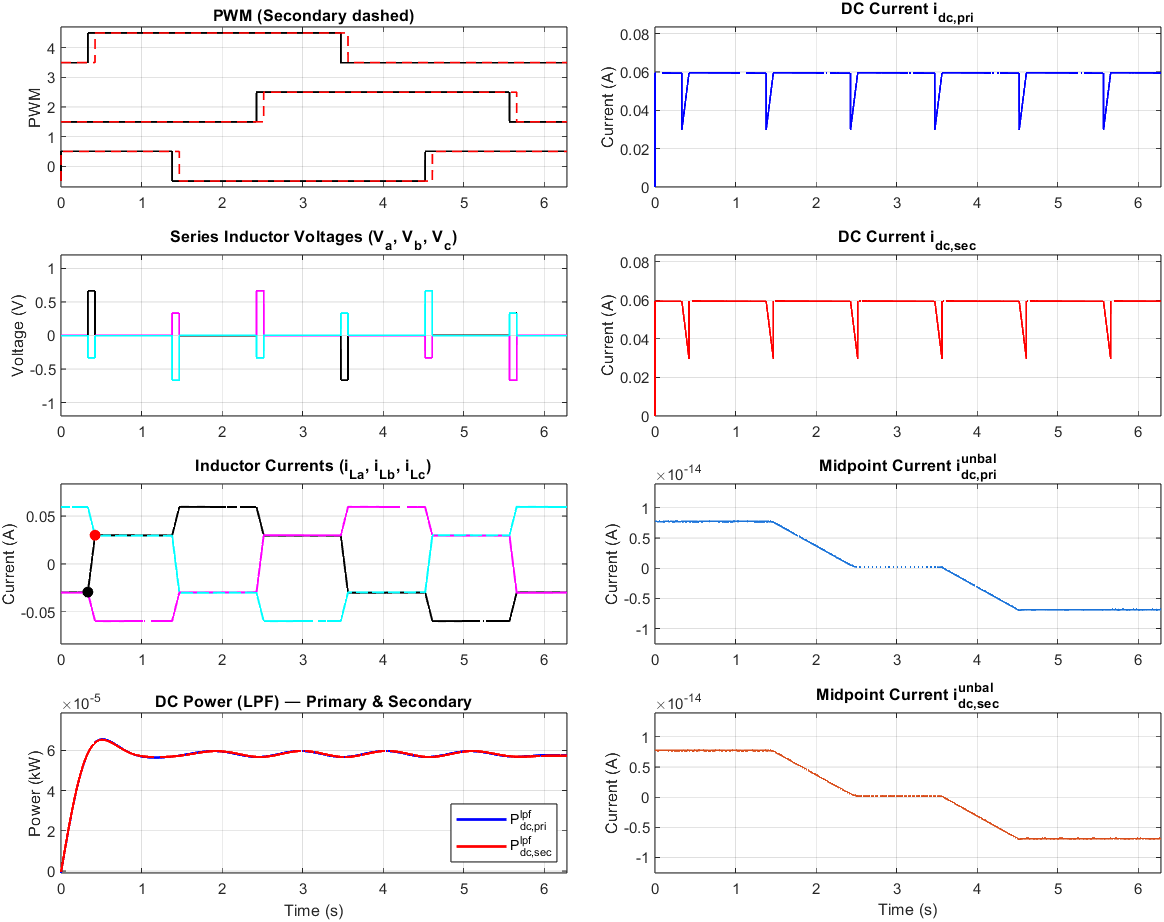 PWM (Secondary dashed)
PWM
4
3
2
1
0
0 1 2 3 4 5 6
DC Current i_dc,pri
Current (A)
0.08
0.06
0.04
0.02
0
0 1 2 3 4 5 6
Series Inductor Voltages (V_a, V_b, V_c)
Voltage (V)
1
0.5
0
-0.5
-1
0 1 2 3 4 5 6
DC Current i_dc,sec
Current (A)
0.08
0.06
0.04
0.02
0
0 1 2 3 4 5 6
Inductor Currents (i_La, i_Lb, i_Lc)
Current (A)
0.05
0
-0.05
0 1 2 3 4 5 6
Midpoint Current i_dc,pri^unbal
×10^-14
Current (A)
1
0.5
0
-0.5
-1
0 1 2 3 4 5 6
DC Power (LPF) — Primary & Secondary
×10^-5
Power (kW)
6
4
2
0
P_dc,pri^lpf
P_dc,sec^lpf
0 1 2 3 4 5 6
Time (s)
Midpoint Current i_dc,sec^unbal
×10^-14
Current (A)
1
0.5
0
-0.5
-1
0 1 2 3 4 5 6
Time (s)